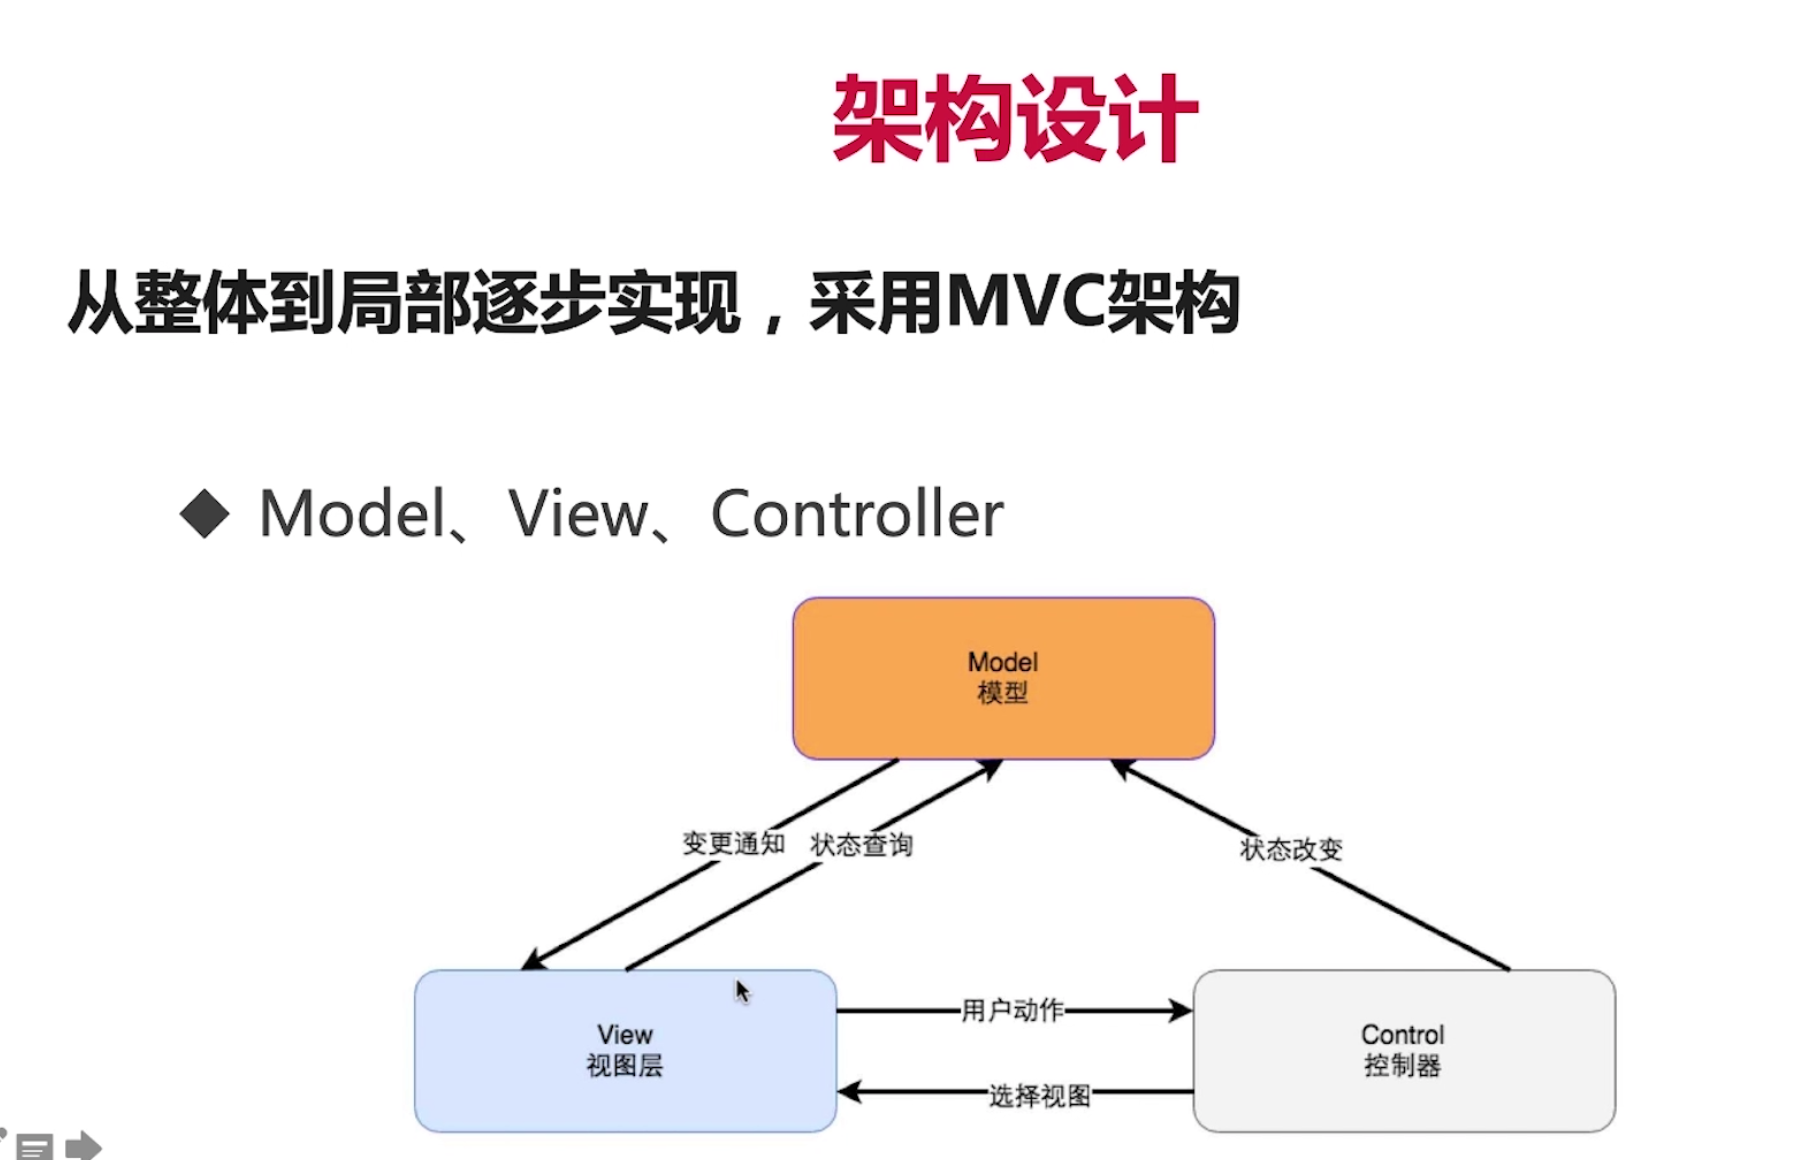 架构设计
从整体到局部逐步实现，采用MVC架构
◆ Model、View、Controller
Model
模型
变更通知
状态查询
状态改变
View
视图层
用户动作
选择视图
Control
控制器